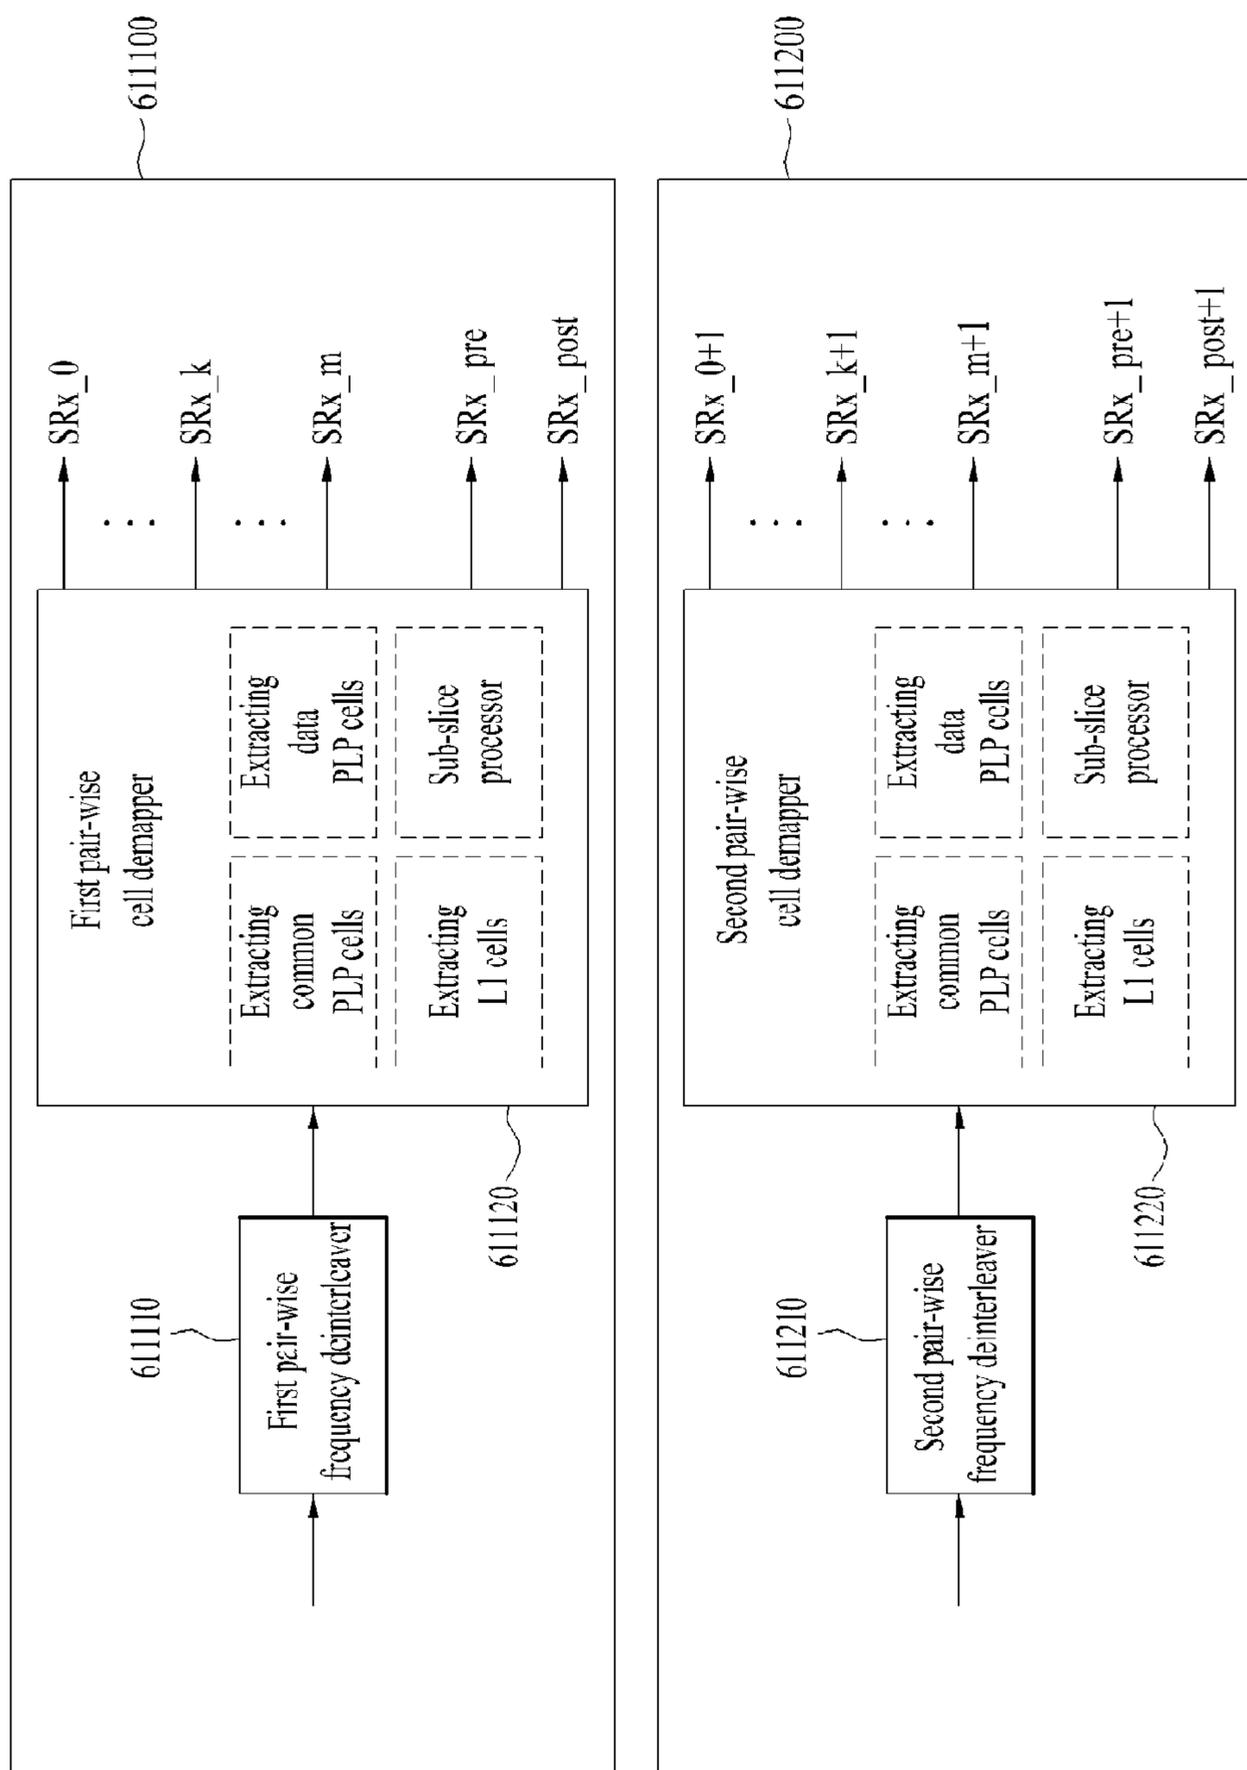 611100
611110
First pair-wise
frequency deinterleaver
611120
First pair-wise
cell demapper
Extracting
common
PLP cells
Extracting
data
PLP cells
Extracting
L1 cells
Sub-slice
processor
SRx_0
. . .
SRx_k
. . .
SRx_m
SRx_pre
SRx_post
611200
611210
Second pair-wise
frequency deinterleaver
611220
Second pair-wise
cell demapper
Extracting
common
PLP cells
Extracting
data
PLP cells
Extracting
L1 cells
Sub-slice
processor
SRx_0+1
. . .
SRx_k+1
. . .
SRx_m+1
SRx_pre+1
SRx_post+1